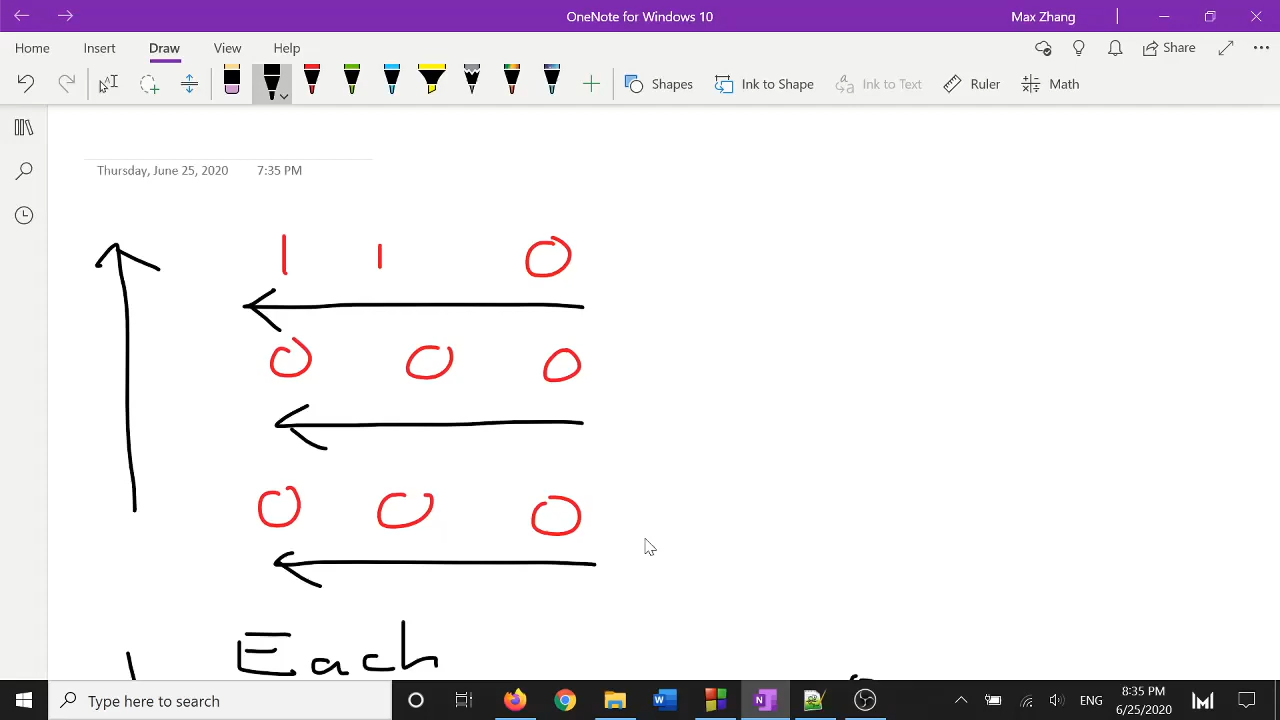 OneNote for Windows 10
Max Zhang
Home Insert Draw View Help
Share
Shapes Ink to Shape Ink to Text Ruler Math
Thursday, June 25, 2020 7:35 PM
1 1 0
0 0 0
0 0 0
Each
Type here to search
ENG
8:35 PM
6/25/2020